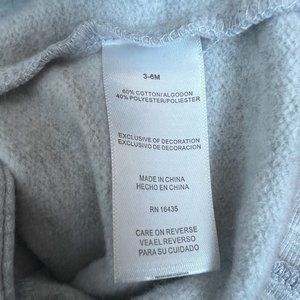 3-6M
60% COTTON/ALGODON
40% POLYESTER/POLIESTER
EXCLUSIVE OF DECORATION
EXCLUSIVO DE DECORACION
MADE IN CHINA
HECHO EN CHINA
RN 16435
CARE ON REVERSE
VEA EL REVERSO
PARA SU CUIDADO